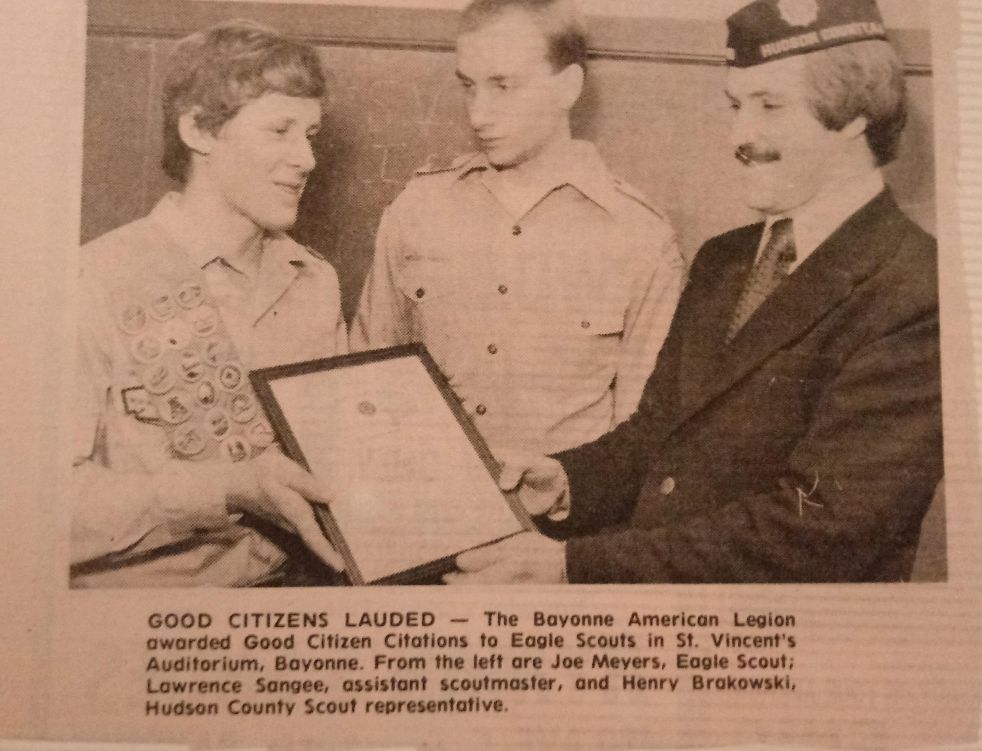 HUDSON COUNTY
GOOD CITIZENS LAUDED — The Bayonne American Legion
awarded Good Citizen Citations to Eagle Scouts in St. Vincent's
Auditorium, Bayonne. From the left are Joe Meyers, Eagle Scout;
Lawrence Sangee, assistant scoutmaster, and Henry Brakowski,
Hudson County Scout representative.